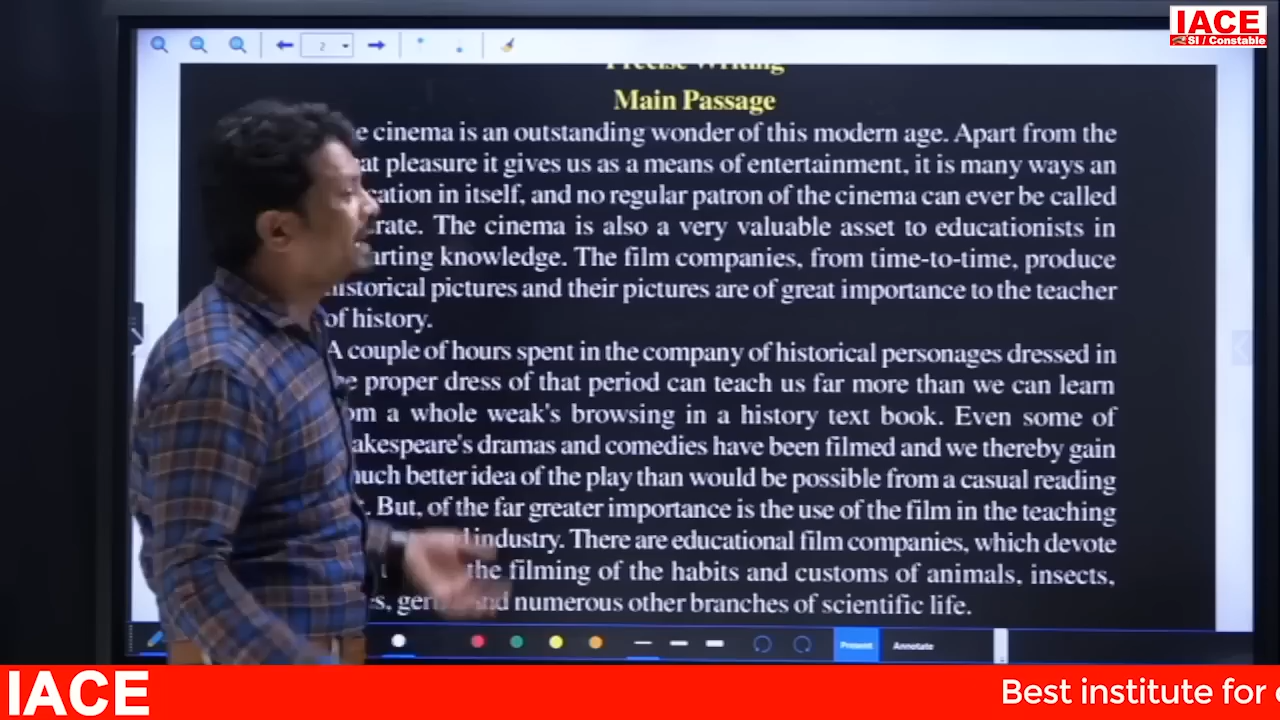 IACE
SI / Constable
2
Precise Writing
Main Passage
cinema is an outstanding wonder of this modern age. Apart from the
pleasure it gives us as a means of entertainment, it is many ways an
in itself, and no regular patron of the cinema can ever be called
The cinema is also a very valuable asset to educationists in
knowledge. The film companies, from time-to-time, produce
historical pictures and their pictures are of great importance to the teacher
of history.
A couple of hours spent in the company of historical personages dressed in
proper dress of that period can teach us far more than we can learn
a whole weak's browsing in a history text book. Even some of
dramas and comedies have been filmed and we thereby gain
much better idea of the play than would be possible from a casual reading
But, of the far greater importance is the use of the film in the teaching
industry. There are educational film companies, which devote
the filming of the habits and customs of animals, insects,
and numerous other branches of scientific life.
Present
Annotate
IACE
Best institute for